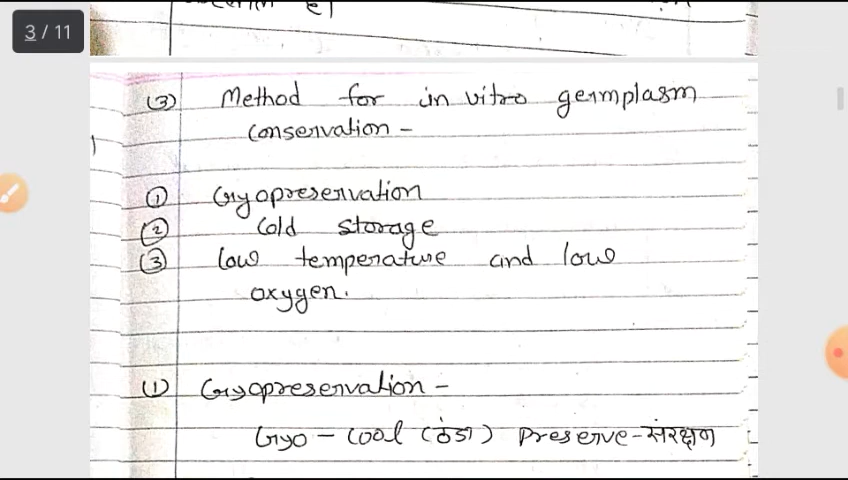 3 / 11
(3) Method for in vitro germplasm
conservation -
① Cryopreservation
② Cold storage
③ low temperature and low
oxygen.
(1) Cryopreservation -
Cryo - Cool (ठंडा) Preserve - संरक्षण